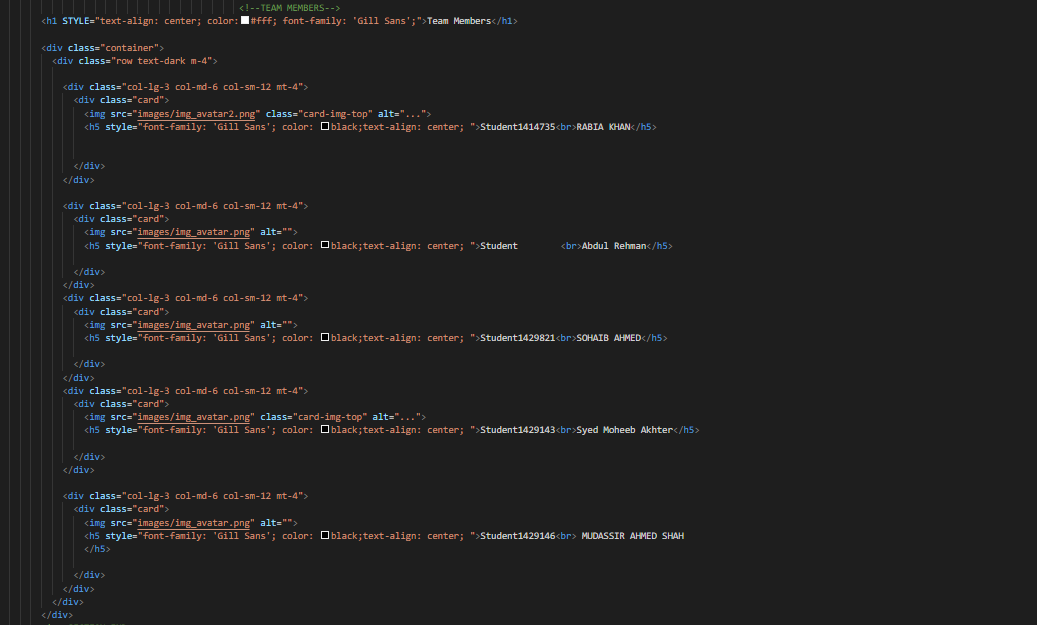 <!--TEAM MEMBERS-->
<h1 STYLE="text-align: center; color:#fff; font-family: 'Gill Sans';">Team Members</h1>
<div class="container">
<div class="row text-dark m-4">
<div class="col-lg-3 col-md-6 col-sm-12 mt-4">
<div class="card">
<img src="images/img_avatar2.png" class="card-img-top" alt="...">
<h5 style="font-family: 'Gill Sans'; color: black;text-align: center; ">Student1414735<br>RABIA KHAN</h5>
</div>
</div>
<div class="col-lg-3 col-md-6 col-sm-12 mt-4">
<div class="card">
<img src="images/img_avatar.png" alt="">
<h5 style="font-family: 'Gill Sans'; color: black;text-align: center; ">Student        <br>Abdul Rehman</h5>
</div>
</div>
<div class="col-lg-3 col-md-6 col-sm-12 mt-4">
<div class="card">
<img src="images/img_avatar.png" alt="">
<h5 style="font-family: 'Gill Sans'; color: black;text-align: center; ">Student1429821<br>SOHAIB AHMED</h5>
</div>
</div>
<div class="col-lg-3 col-md-6 col-sm-12 mt-4">
<div class="card">
<img src="images/img_avatar.png" class="card-img-top" alt="...">
<h5 style="font-family: 'Gill Sans'; color: black;text-align: center; ">Student1429143<br>Syed Moheeb Akhter</h5>
</div>
</div>
<div class="col-lg-3 col-md-6 col-sm-12 mt-4">
<div class="card">
<img src="images/img_avatar.png" alt="">
<h5 style="font-family: 'Gill Sans'; color: black;text-align: center; ">Student1429146<br> MUDASSIR AHMED SHAH
</h5>
</div>
</div>
</div>
</div>